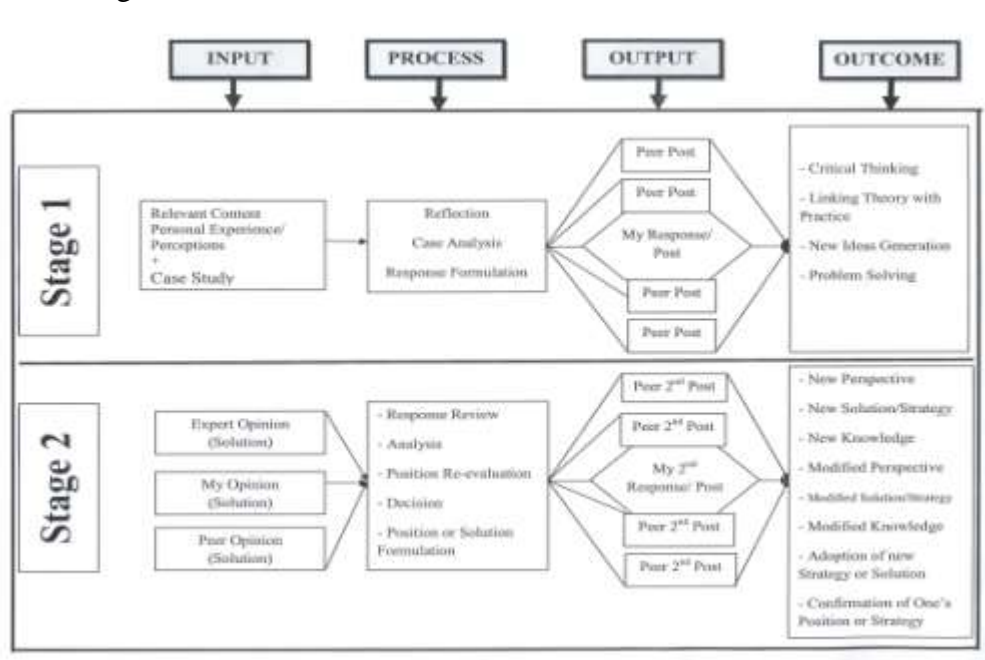 INPUT
PROCESS
OUTPUT
OUTCOME
Stage 1
Relevant Content
Personal Experience/
Perceptions
+
Case Study
Reflection
Case Analysis
Response Formulation
Peer Post
Peer Post
My Response/
Post
Peer Post
Peer Post
- Critical Thinking
- Linking Theory with
Practice
- New Ideas Generation
- Problem Solving
Stage 2
Expert Opinion
(Solution)
My Opinion
(Solution)
Peer Opinion
(Solution)
- Response Review
- Analysis
- Position Re-evaluation
- Decision
- Position or Solution
Formulation
Peer 2nd Post
Peer 2nd Post
My 2nd
Response/ Post
Peer 2nd Post
Peer 2nd Post
- New Perspective
- New Solution/Strategy
- New Knowledge
- Modified Perspective
- Modified Solution/Strategy
- Modified Knowledge
- Adoption of new
Strategy or Solution
- Confirmation of One's
Position or Strategy